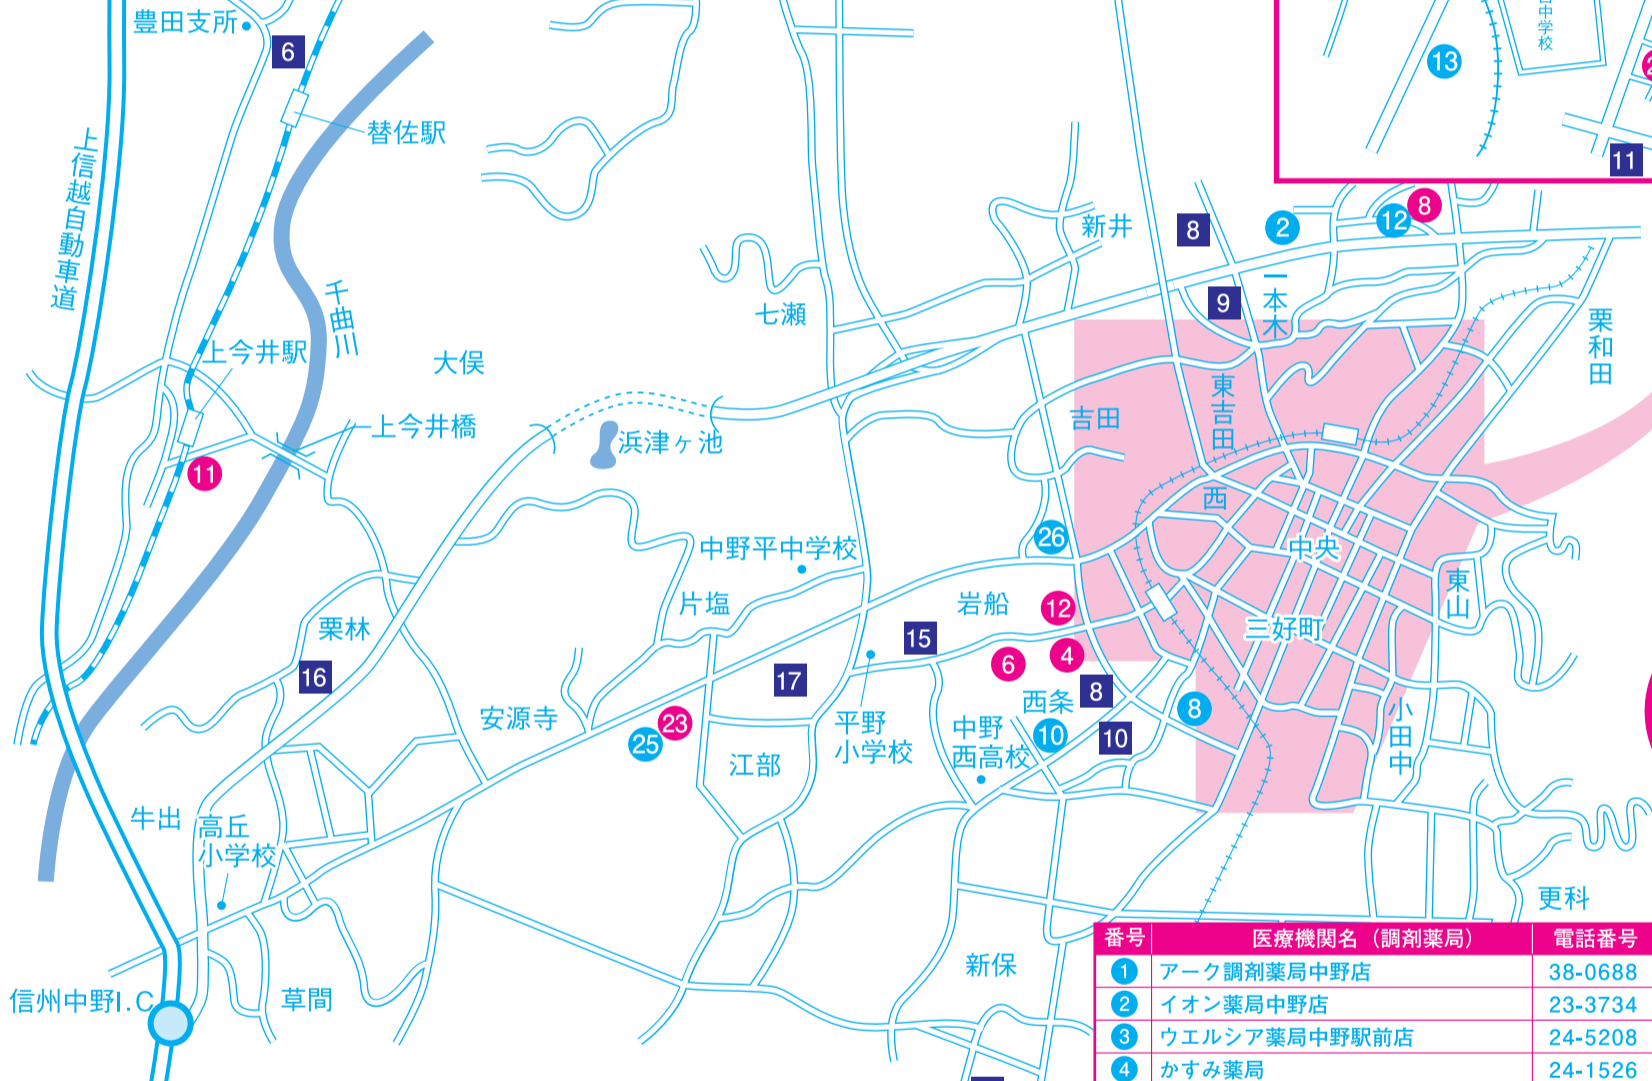 豊田支所
6
替佐駅
上信越自動車道
千曲川
上今井駅
大俣
上今井橋
11
浜津ヶ池
七瀬
新井
8
2
12
8
9
一本木
13
中学校
11
栗和田
東吉田
吉田
西
26
中央
東山
三好町
中野平中学校
片塩
岩船
12
15
6
4
栗林
16
17
西条
8
8
10
10
小田中
安源寺
23
25
江部
平野
小学校
中野
西高校
牛出
高丘
小学校
更科
新保
信州中野I.C
草間
番号 医療機関名（調剤薬局） 電話番号
1 アーク調剤薬局中野店 38-0688
2 イオン薬局中野店 23-3734
3 ウエルシア薬局中野駅前店 24-5208
4 かすみ薬局 24-1526